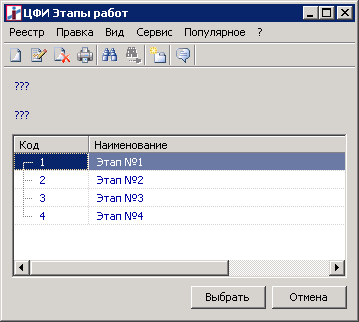 ЦФИ Этапы работ
Реестр Правка Вид Сервис Популярное ?
???
???
Код Наименование
1 Этап №1
2 Этап №2
3 Этап №3
4 Этап №4
Выбрать Отмена